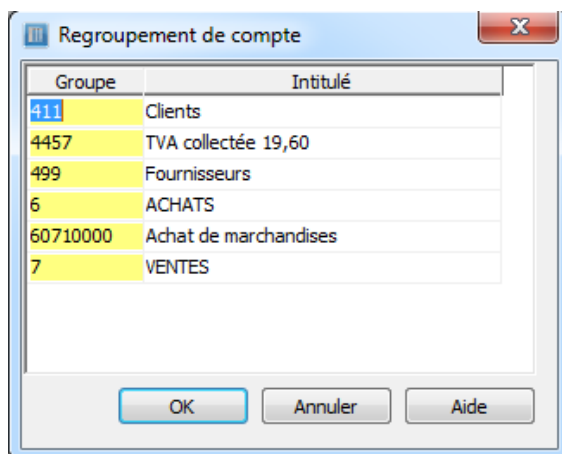 Regroupement de compte
Groupe Intitulé
411 Clients
4457 TVA collectée 19,60
499 Fournisseurs
6 ACHATS
60710000 Achat de marchandises
7 VENTES
OK Annuler Aide